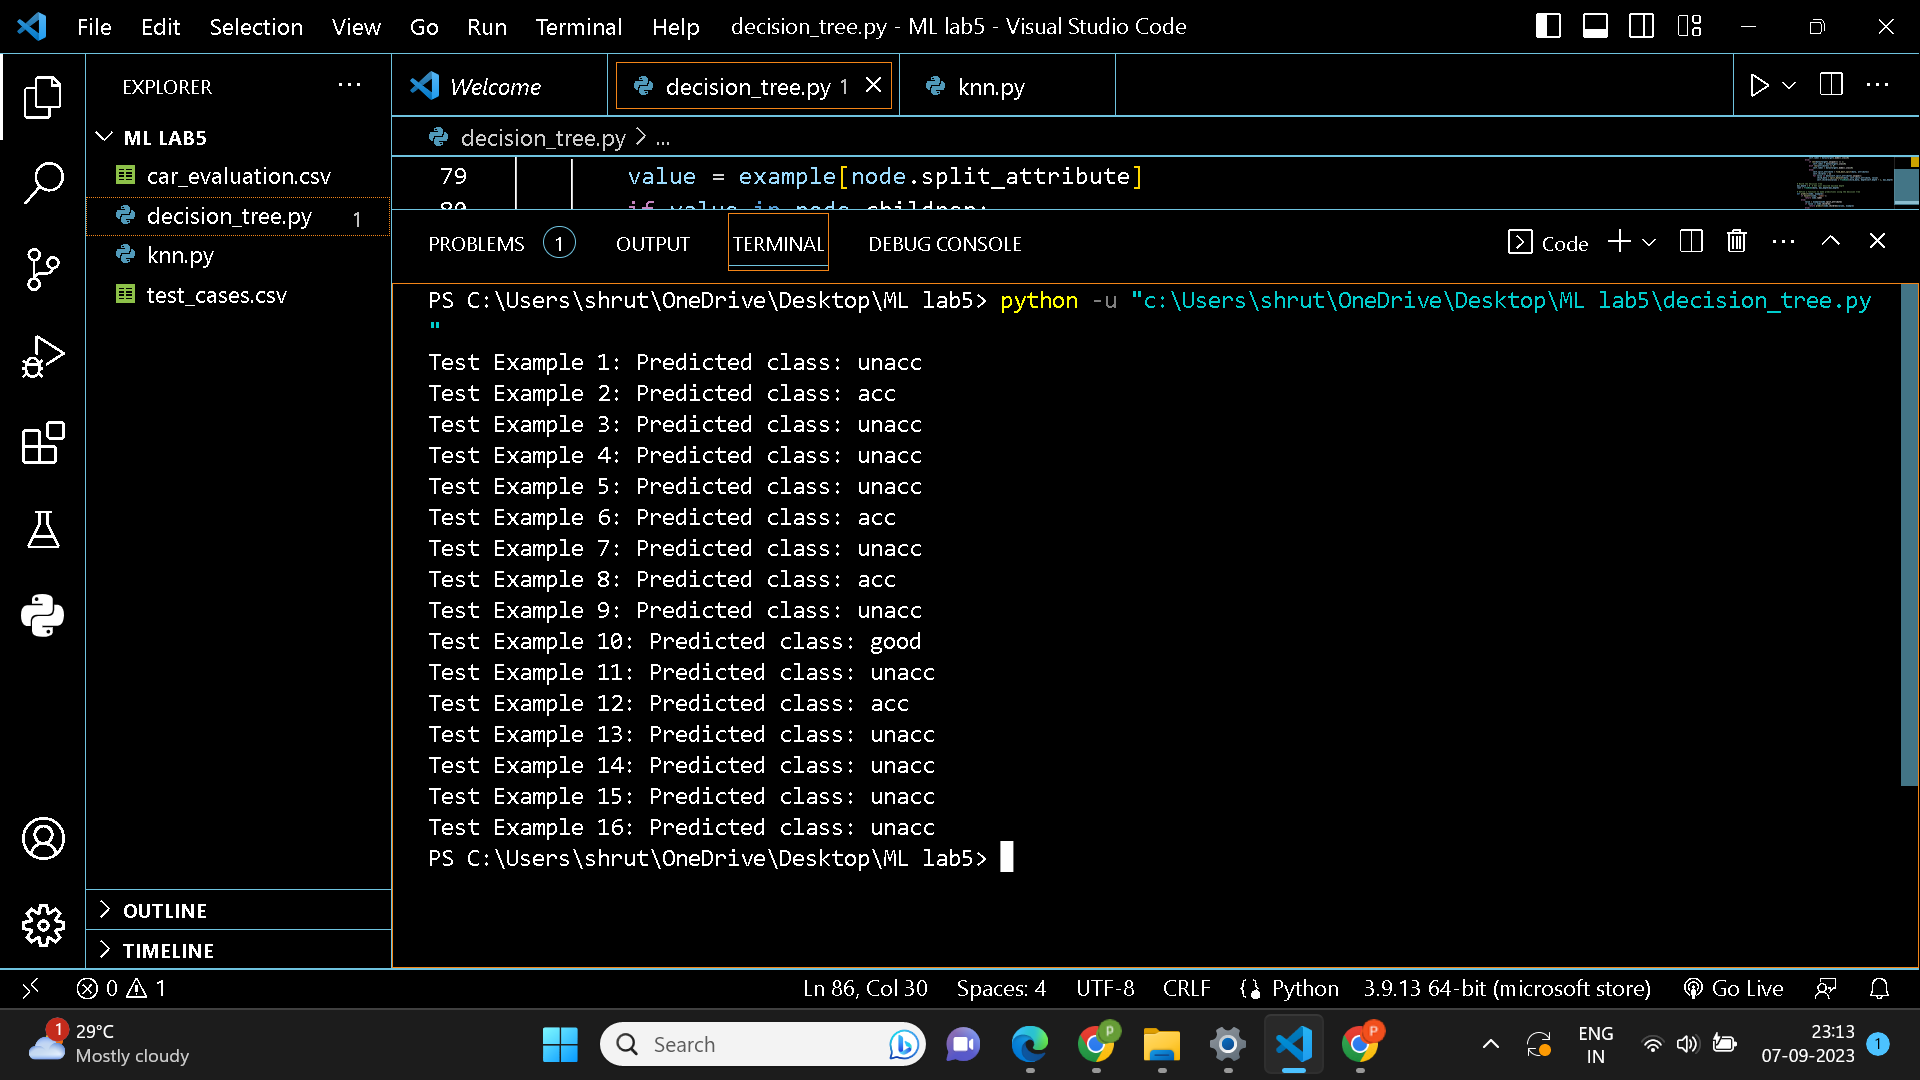 File Edit Selection View Go Run Terminal Help decision_tree.py - ML lab5 - Visual Studio Code
EXPLORER
ML LAB5
car_evaluation.csv
decision_tree.py 1
knn.py
test_cases.csv
OUTLINE
TIMELINE
Welcome decision_tree.py 1 knn.py
decision_tree.py > ...
79 value = example[node.split_attribute]
80 if value in node.children:
PROBLEMS 1 OUTPUT TERMINAL DEBUG CONSOLE Code
PS C:\Users\shrut\OneDrive\Desktop\ML lab5> python -u "c:\Users\shrut\OneDrive\Desktop\ML lab5\decision_tree.py
"
Test Example 1: Predicted class: unacc
Test Example 2: Predicted class: acc
Test Example 3: Predicted class: unacc
Test Example 4: Predicted class: unacc
Test Example 5: Predicted class: unacc
Test Example 6: Predicted class: acc
Test Example 7: Predicted class: unacc
Test Example 8: Predicted class: acc
Test Example 9: Predicted class: unacc
Test Example 10: Predicted class: good
Test Example 11: Predicted class: unacc
Test Example 12: Predicted class: acc
Test Example 13: Predicted class: unacc
Test Example 14: Predicted class: unacc
Test Example 15: Predicted class: unacc
Test Example 16: Predicted class: unacc
PS C:\Users\shrut\OneDrive\Desktop\ML lab5>
0 1 Ln 86, Col 30 Spaces: 4 UTF-8 CRLF Python 3.9.13 64-bit (microsoft store) Go Live
1 29°C
Mostly cloudy
Search
P P
ENG
IN
23:13
07-09-2023
1